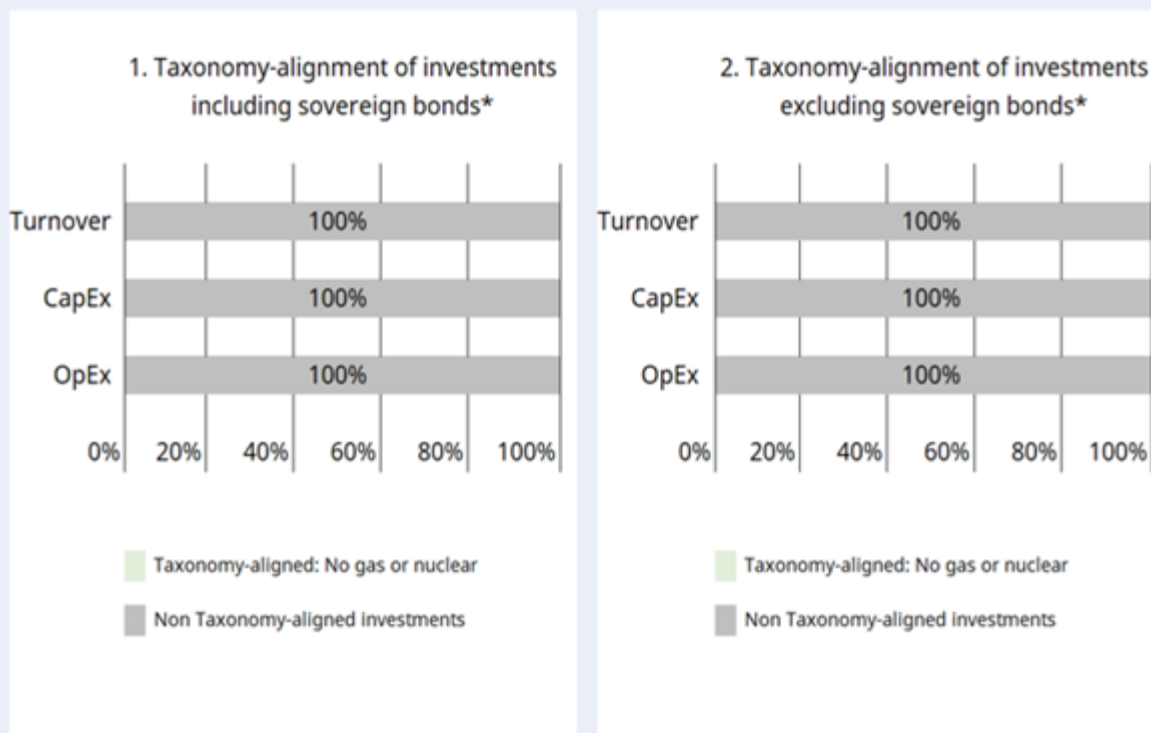 1. Taxonomy-alignment of investments
including sovereign bonds*
Turnover
100%
CapEx
100%
OpEx
100%
0%
20%
40%
60%
80%
100%
Taxonomy-aligned: No gas or nuclear
Non Taxonomy-aligned investments
2. Taxonomy-alignment of investments
excluding sovereign bonds*
Turnover
100%
CapEx
100%
OpEx
100%
0%
20%
40%
60%
80%
100%
Taxonomy-aligned: No gas or nuclear
Non Taxonomy-aligned investments